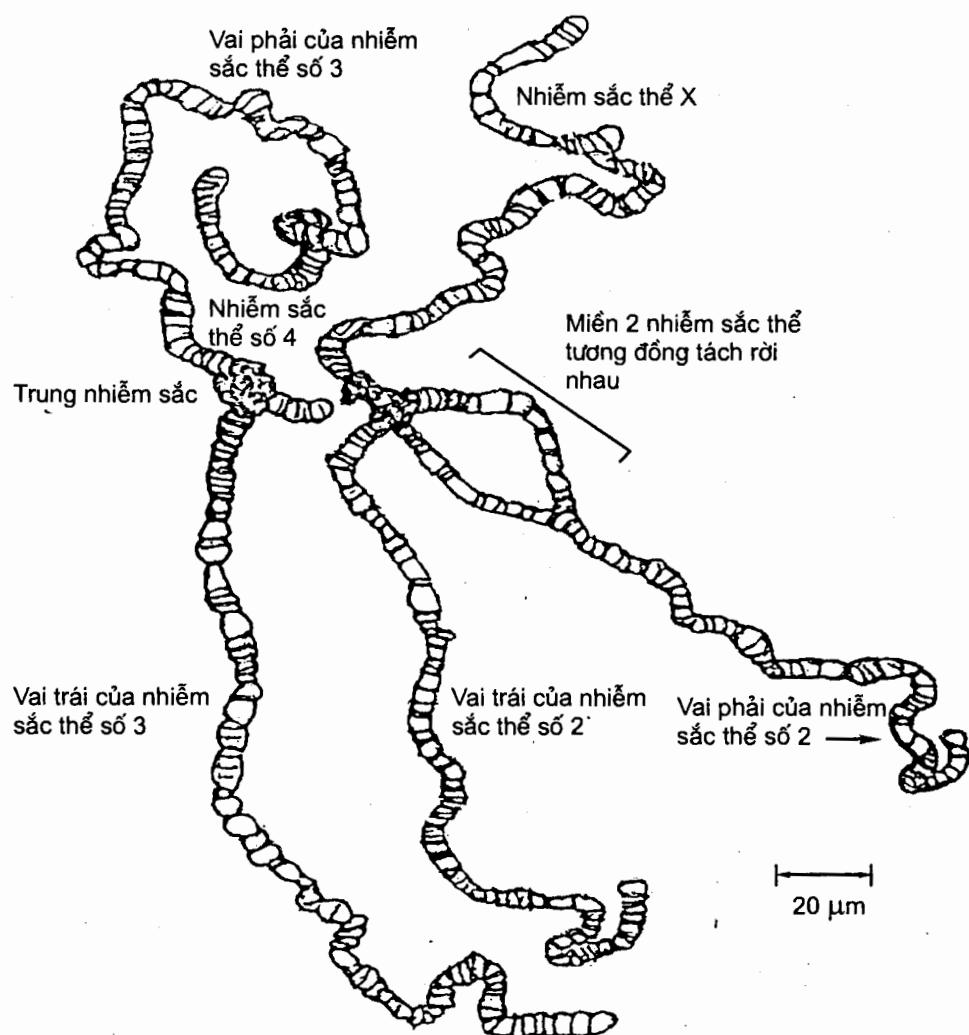 Vai phải của nhiễm
sắc thể số 3
Nhiễm sắc thể X
Nhiễm sắc
thể số 4
Miền 2 nhiễm sắc thể
tương đồng tách rời
nhau
Trung nhiễm sắc
Vai trái của nhiễm
sắc thể số 3
Vai trái của nhiễm
sắc thể số 2
Vai phải của nhiễm
sắc thể số 2
20 μm